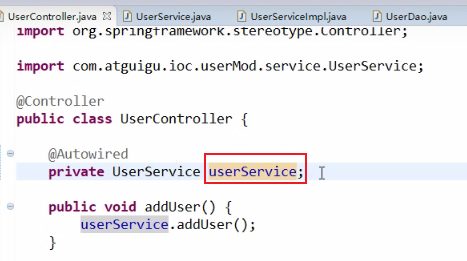 UserController.java UserService.java UserServiceImpl.java UserDao.java
import org.springframework.stereotype.Controller;
import com.atguigu.ioc.userMod.service.UserService;
@Controller
public class UserController {
@Autowired
private UserService userService;
public void addUser() {
userService.addUser();
}